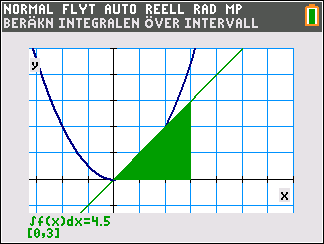 NORMAL FLYT AUTO REELL RAD MP
BERÄKN INTEGRALEN ÖVER INTERVALL
y
x
∫f(x)dx=4.5
[0,3]